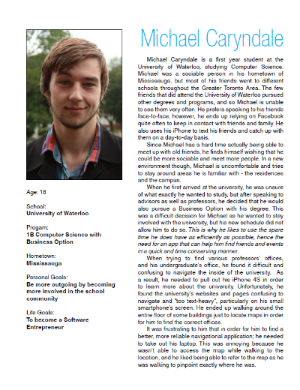 Michael Caryndale
Michael Caryndale is a first year student at the
University of Waterloo, studying Computer Science.
Michael was a sociable person in his hometown of
Mississauga, but most of his friends went to different
schools throughout the Greater Toronto Area. The few
friends that did attend the University of Waterloo pursued
other degrees and programs, and so Michael is unable
to see them very often. He prefers speaking to his friends
face-to-face; however, he ends up relying on Facebook
quite often to keep in contact with friends and family. He
also uses his iPhone to text his friends and catch up with
them on a day-to-day basis.
Since Michael has had a hard time actually being able to
meet up with old friends, he finds himself wishing that he
could be more sociable and meet more people. In a new
environment though, Michael is uncomfortable and tries
to stay around areas he is familiar with - the residences
and the campus.
When he first arrived at the university, he was unsure
of what exactly he wanted to study, but after speaking to
advisors as well as professors, he decided that he would
also pursue a Business Option with his degree. This
was a difficult decision for Michael as he wanted to stay
involved with the university, but his new schedule did not
allow him to do so. This is why he likes to use the spare
time he does have as efficiently as possible, hence the
need for an app that can help him find friends and events
in a quick and time conserving manner.
When trying to find various professors' offices,
and his undergraduate's office, he found it difficult and
confusing to navigate the inside of the university. As
a result, he needed to pull out his iPhone 4S in order
to learn more about the university. Unfortunately, he
found the university's websites and pages confusing to
navigate and "too text-heavy", particularly on his small
smartphone's screen. He ended up walking around the
entire floor of some buildings just to locate maps in order
for him to find the correct offices.
It was frustrating to him that in order for him to find a
better, more reliable navigational application; he needed
to take out his laptop. This was annoying because he
wasn't able to access the map while walking to the
location, and he liked being able to refer to the map as he
was walking to pinpoint exactly where he was.
Age: 18
School:
University of Waterloo
Progam:
1B Computer Science with
Business Option
Hometown:
Mississauga
Personal Goals:
Be more outgoing by becoming
more involved in the school
community
Life Goals:
To become a Software
Entrepreneur